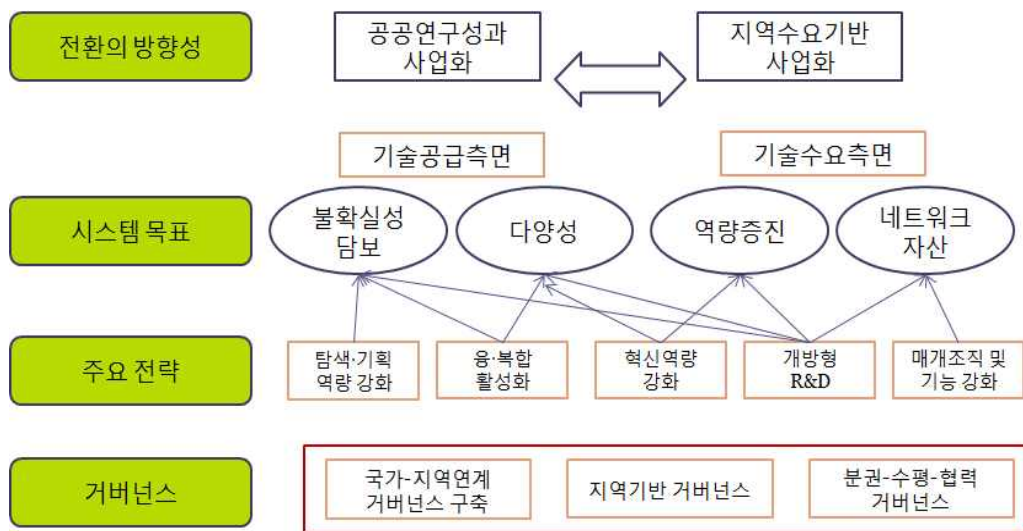 전환의 방향성
공공연구성과
사업화
지역수요기반
사업화
기술공급측면
기술수요측면
시스템 목표
불확실성
담보
다양성
역량증진
네트워크
자산
주요 전략
탐색·기획
역량 강화
융·복합
활성화
혁신역량
강화
개방형
R&D
매개조직 및
기능 강화
거버넌스
국가-지역연계
거버넌스 구축
지역기반 거버넌스
분권-수평-협력
거버넌스